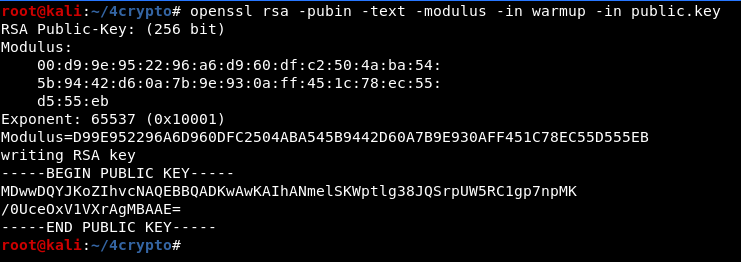 root@kali:~/4crypto# openssl rsa -pubin -text -modulus -in warmup -in public.key
RSA Public-Key: (256 bit)
Modulus:
    00:d9:9e:95:22:96:a6:d9:60:df:c2:50:4a:ba:54:
    5b:94:42:d6:0a:7b:9e:93:0a:ff:45:1c:78:ec:55:
    d5:55:eb
Exponent: 65537 (0x10001)
Modulus=D99E952296A6D960DFC2504ABA545B9442D60A7B9E930AFF451C78EC55D555EB
writing RSA key
-----BEGIN PUBLIC KEY-----
MDwwDQYJKoZIhvcNAQEBBQADKwAwKAIhANmelSKWptlg38JQSrpUW5RC1gp7npMK
/0UceOxV1VXrAgMBAAE=
-----END PUBLIC KEY-----
root@kali:~/4crypto#